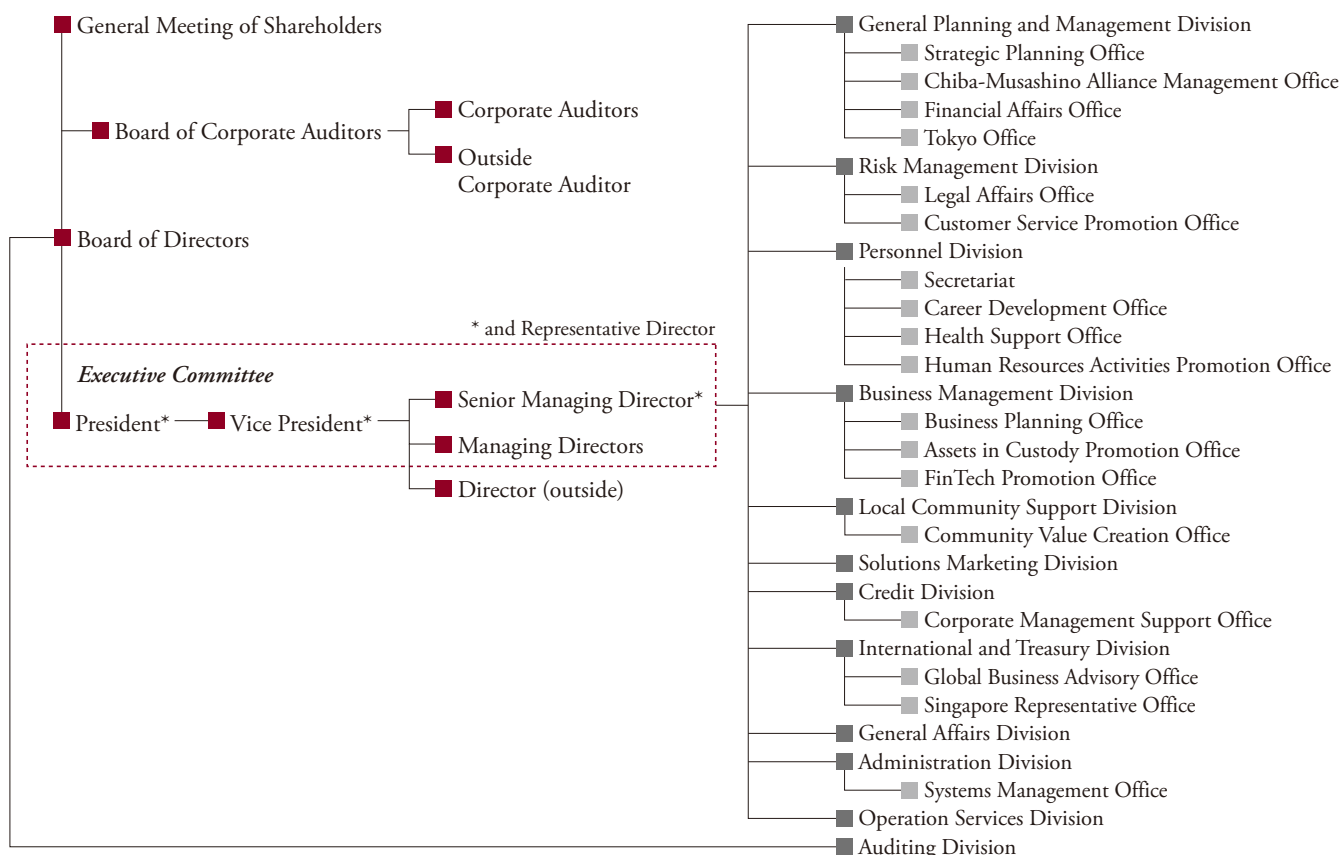 General Meeting of Shareholders
Board of Corporate Auditors
Corporate Auditors
Outside
Corporate Auditor
Board of Directors
* and Representative Director
Executive Committee
President*
Vice President*
Senior Managing Director*
Managing Directors
Director (outside)
General Planning and Management Division
Strategic Planning Office
Chiba-Musashino Alliance Management Office
Financial Affairs Office
Tokyo Office
Risk Management Division
Legal Affairs Office
Customer Service Promotion Office
Personnel Division
Secretariat
Career Development Office
Health Support Office
Human Resources Activities Promotion Office
Business Management Division
Business Planning Office
Assets in Custody Promotion Office
FinTech Promotion Office
Local Community Support Division
Community Value Creation Office
Solutions Marketing Division
Credit Division
Corporate Management Support Office
International and Treasury Division
Global Business Advisory Office
Singapore Representative Office
General Affairs Division
Administration Division
Systems Management Office
Operation Services Division
Auditing Division